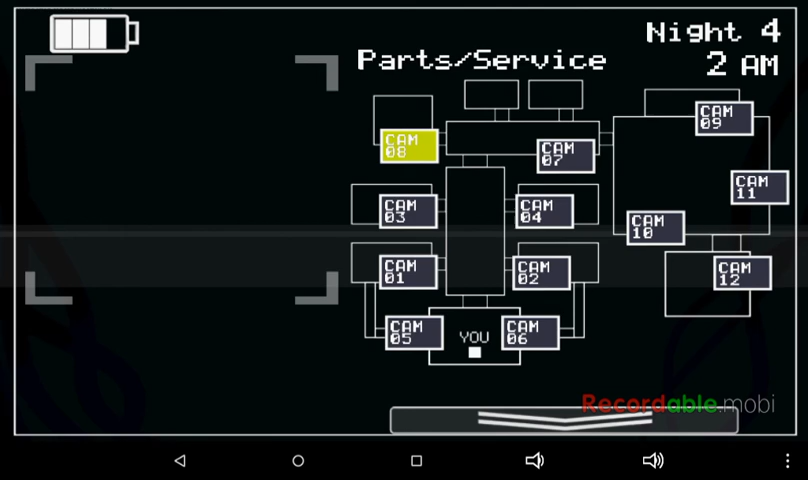 Night 4
2 AM
Parts/Service
CAM
09
CAM
08
CAM
07
CAM
11
CAM
03
CAM
04
CAM
10
CAM
01
CAM
02
CAM
12
CAM
05
YOU
CAM
06
Recordable.mobi